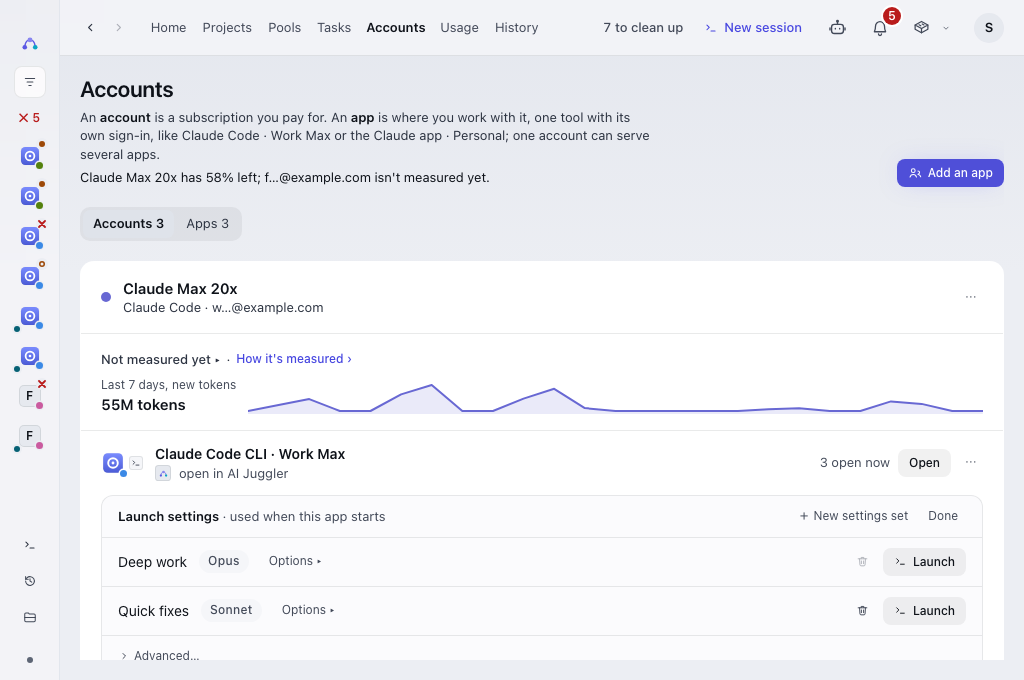 Home Projects Pools Tasks Accounts Usage History 7 to clean up New session 5 S
5
Accounts
An account is a subscription you pay for. An app is where you work with it, one tool with its
own sign-in, like Claude Code · Work Max or the Claude app · Personal; one account can serve
several apps.
Claude Max 20x has 58% left; f…@example.com isn't measured yet.
Add an app
Accounts 3 Apps 3
Claude Max 20x
Claude Code · w…@example.com
Not measured yet ▸ · How it's measured ›
Last 7 days, new tokens
55M tokens
F
F
Claude Code CLI · Work Max
open in AI Juggler
3 open now Open
Launch settings · used when this app starts
+ New settings set Done
Deep work Opus Options ▸ Launch
Quick fixes Sonnet Options ▸ Launch
Advanced…